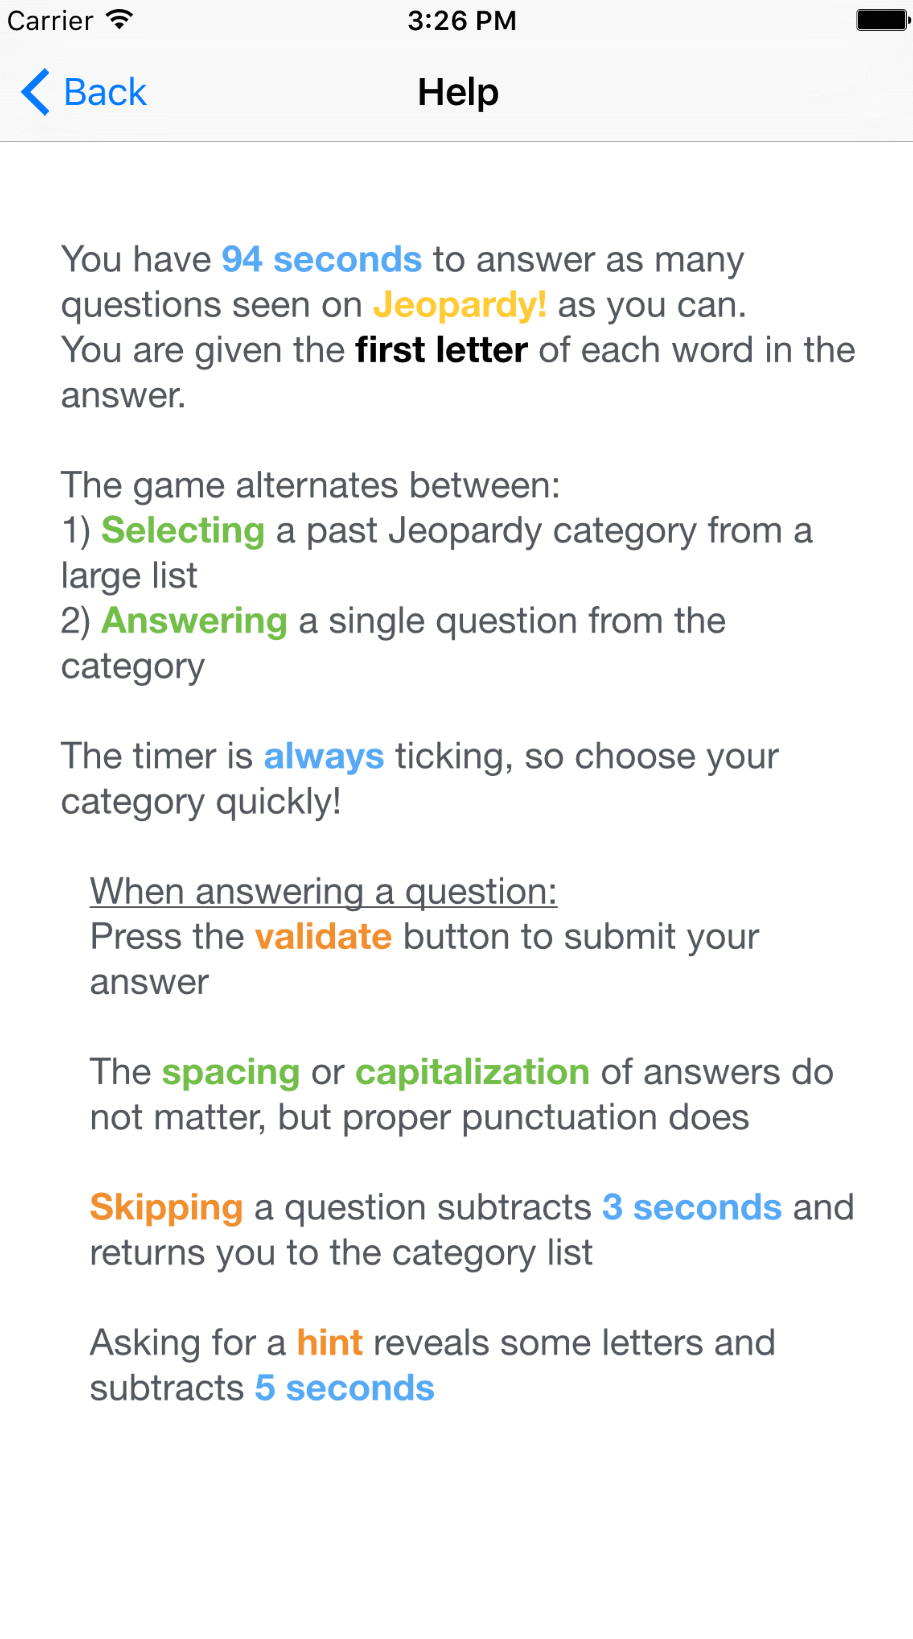 Carrier
3:26 PM
Back
Help
You have 94 seconds to answer as many
questions seen on Jeopardy! as you can.
You are given the first letter of each word in the
answer.
The game alternates between:
1) Selecting a past Jeopardy category from a
large list
2) Answering a single question from the
category
The timer is always ticking, so choose your
category quickly!
When answering a question:
Press the validate button to submit your
answer
The spacing or capitalization of answers do
not matter, but proper punctuation does
Skipping a question subtracts 3 seconds and
returns you to the category list
Asking for a hint reveals some letters and
subtracts 5 seconds